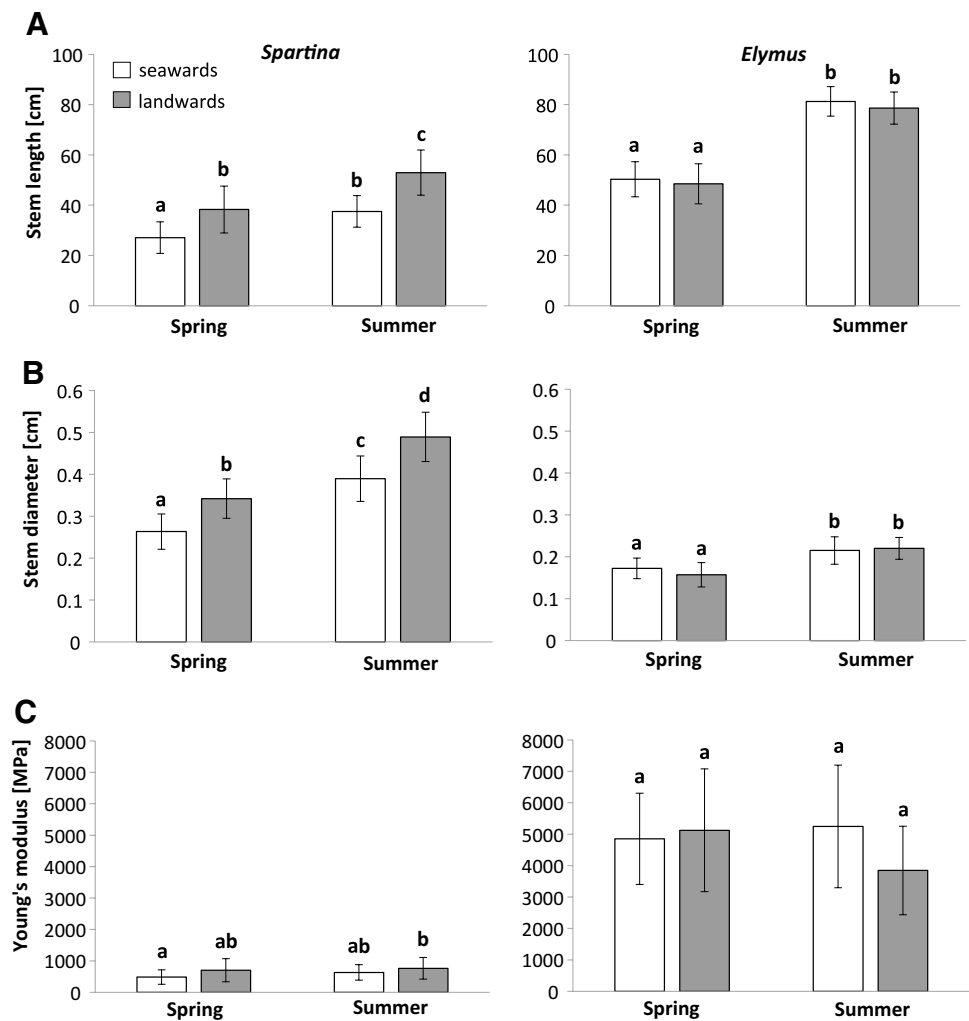 A
Spartina
Elymus
seawards
landwards
Stem length [cm]
100
80
60
40
20
0
a
b
b
c
Spring
Summer
100
80
60
40
20
0
a
a
b
b
Spring
Summer
B
Stem diameter [cm]
0.6
0.5
0.4
0.3
0.2
0.1
0
a
b
c
d
Spring
Summer
0.6
0.5
0.4
0.3
0.2
0.1
0
a
a
b
b
Spring
Summer
C
Young's modulus [MPa]
8000
7000
6000
5000
4000
3000
2000
1000
0
a
ab
ab
b
Spring
Summer
8000
7000
6000
5000
4000
3000
2000
1000
0
a
a
a
a
Spring
Summer